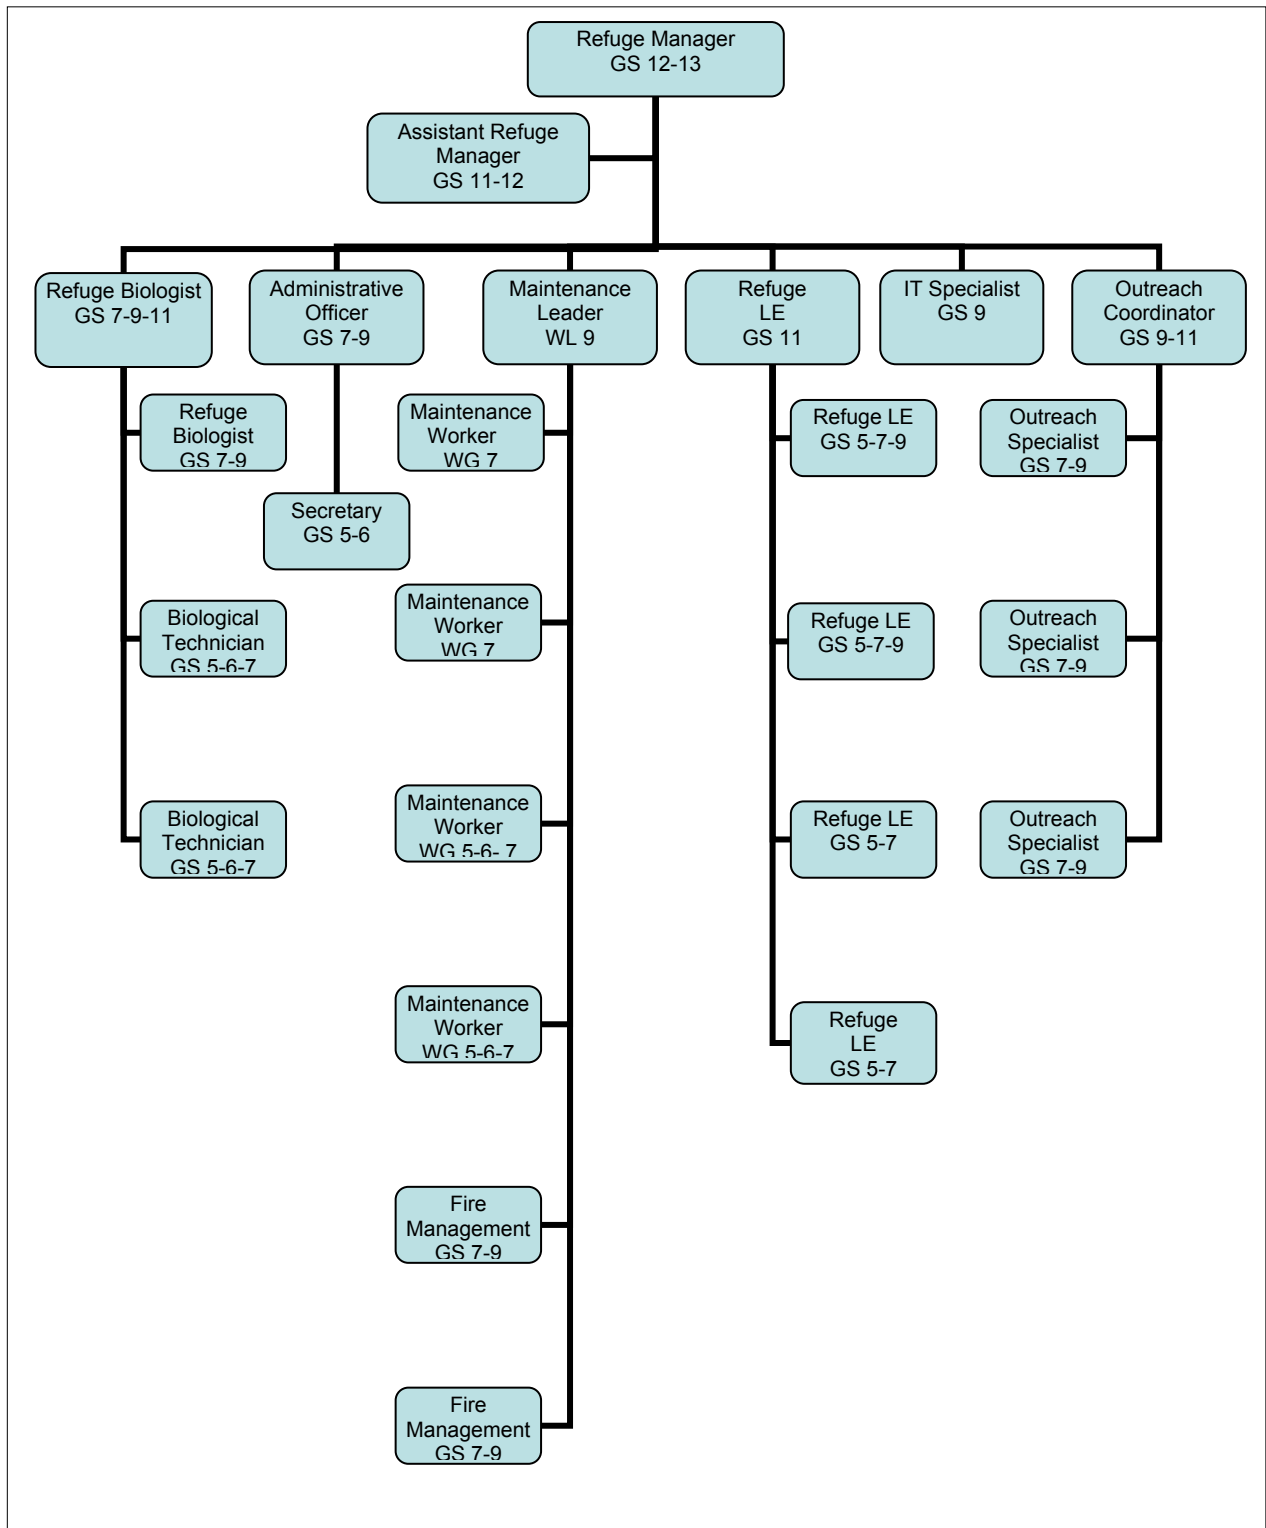 Refuge Manager
GS 12-13
Assistant Refuge
Manager
GS 11-12
Refuge Biologist
GS 7-9-11
Administrative
Officer
GS 7-9
Maintenance
Leader
WL 9
Refuge
LE
GS 11
IT Specialist
GS 9
Outreach
Coordinator
GS 9-11
Refuge
Biologist
GS 7-9
Biological
Technician
GS 5-6-7
Biological
Technician
GS 5-6-7
Secretary
GS 5-6
Maintenance
Worker
WG 7
Maintenance
Worker
WG 7
Maintenance
Worker
WG 5-6- 7
Maintenance
Worker
WG 5-6-7
Fire
Management
GS 7-9
Fire
Management
GS 7-9
Refuge LE
GS 5-7-9
Refuge LE
GS 5-7-9
Refuge LE
GS 5-7
Refuge
LE
GS 5-7
Outreach
Specialist
GS 7-9
Outreach
Specialist
GS 7-9
Outreach
Specialist
GS 7-9